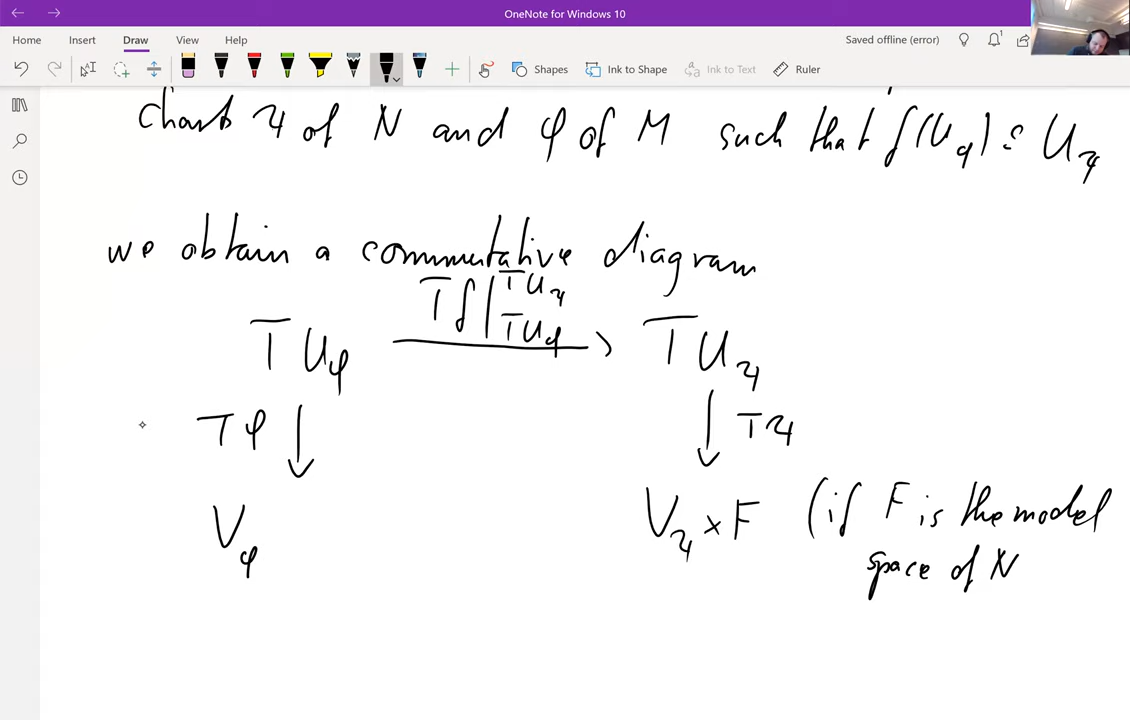 OneNote for Windows 10
Home Insert Draw View Help
Saved offline (error)
1
Shapes Ink to Shape Ink to Text Ruler
Chart ψ of N and φ of M such that f(U_φ) ⊆ U_ψ
we obtain a commutative diagram
TU_φ Tf|_{TU_φ}^{TU_ψ} TU_ψ
Tφ Tψ
V_φ V_ψ × F (if F is the model
space of N